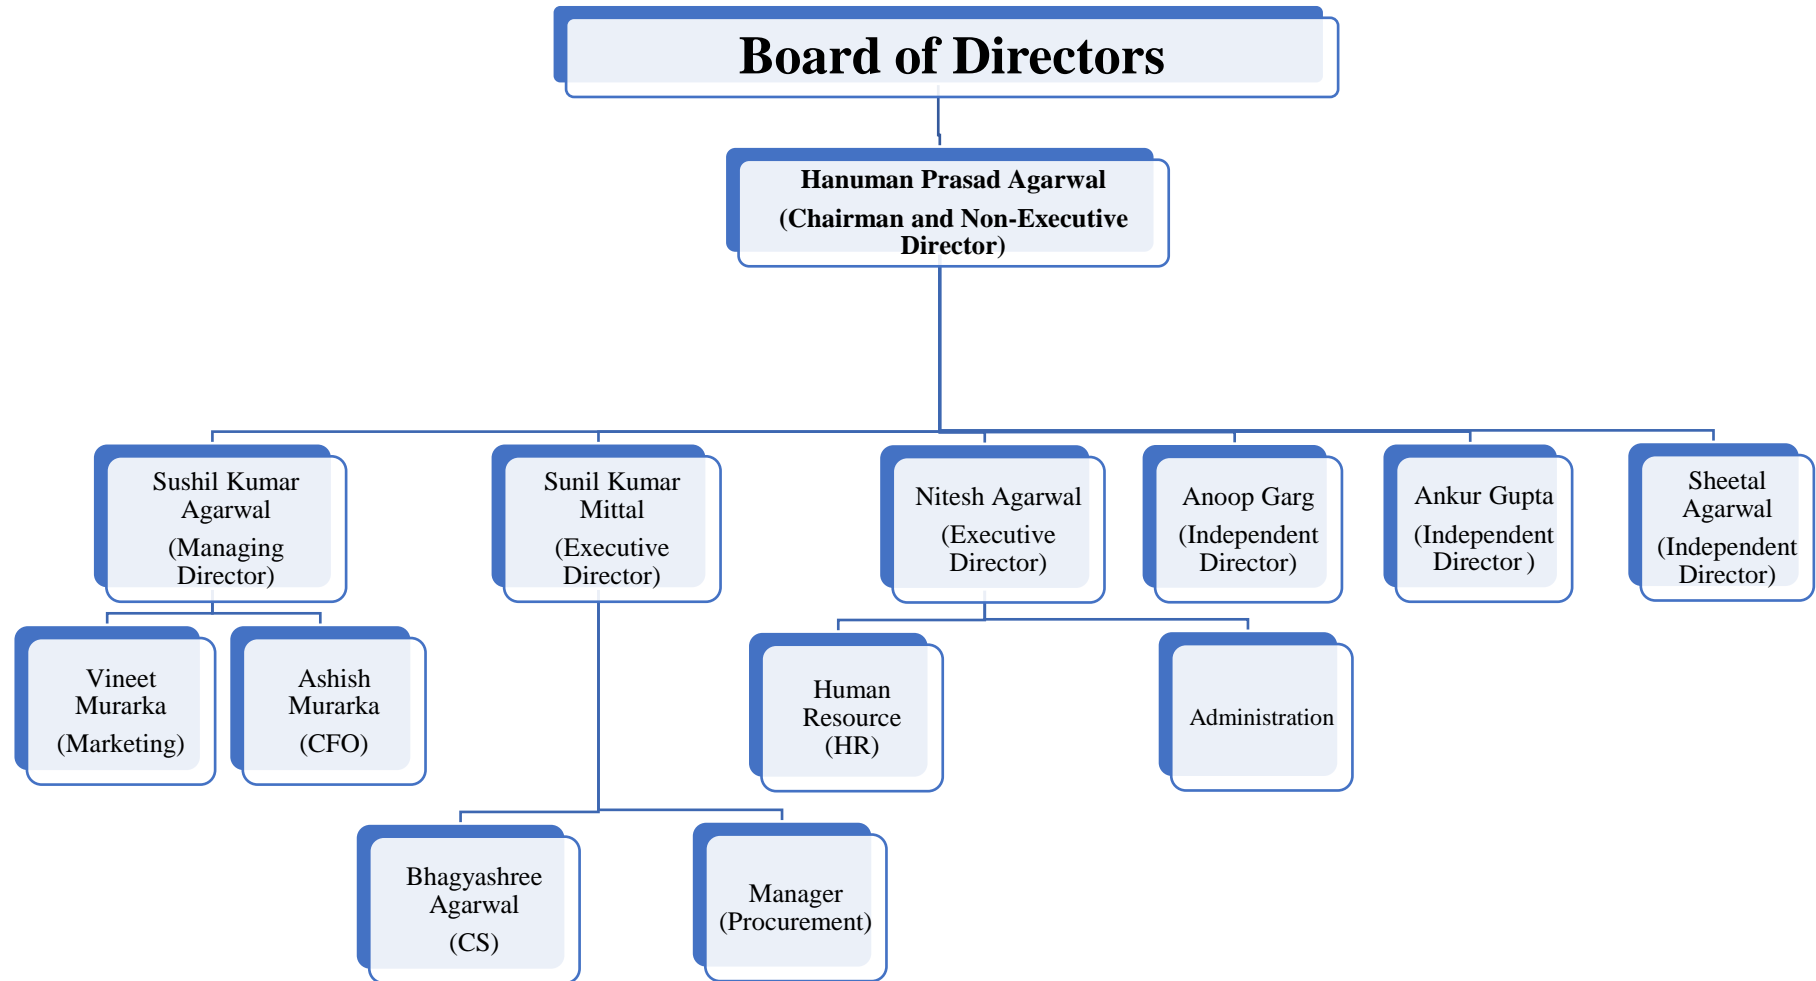 Board of Directors
Hanuman Prasad Agarwal
(Chairman and Non-Executive
Director)
Sushil Kumar
Agarwal
(Managing
Director)
Sunil Kumar
Mittal
(Executive
Director)
Nitesh Agarwal
(Executive
Director)
Anoop Garg
(Independent
Director)
Ankur Gupta
(Independent
Director )
Sheetal
Agarwal
(Independent
Director)
Vineet
Murarka
(Marketing)
Ashish
Murarka
(CFO)
Human
Resource
(HR)
Administration
Bhagyashree
Agarwal
(CS)
Manager
(Procurement)